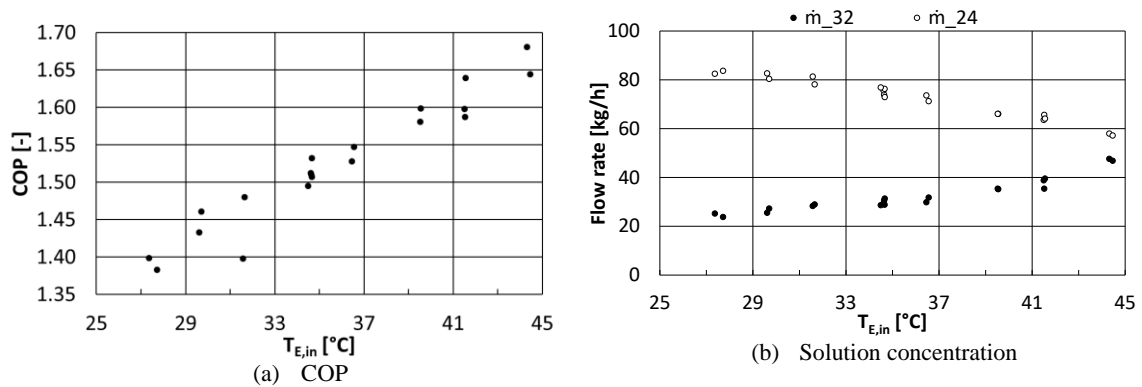 1.70
1.65
1.60
1.55
1.50
1.45
1.40
1.35
COP [-]
25 29 33 37 41 45
T_E,in [°C]
(a) COP
● ṁ_32 ○ ṁ_24
100
80
60
40
20
0
Flow rate [kg/h]
25 29 33 37 41 45
T_E,in [°C]
(b) Solution concentration